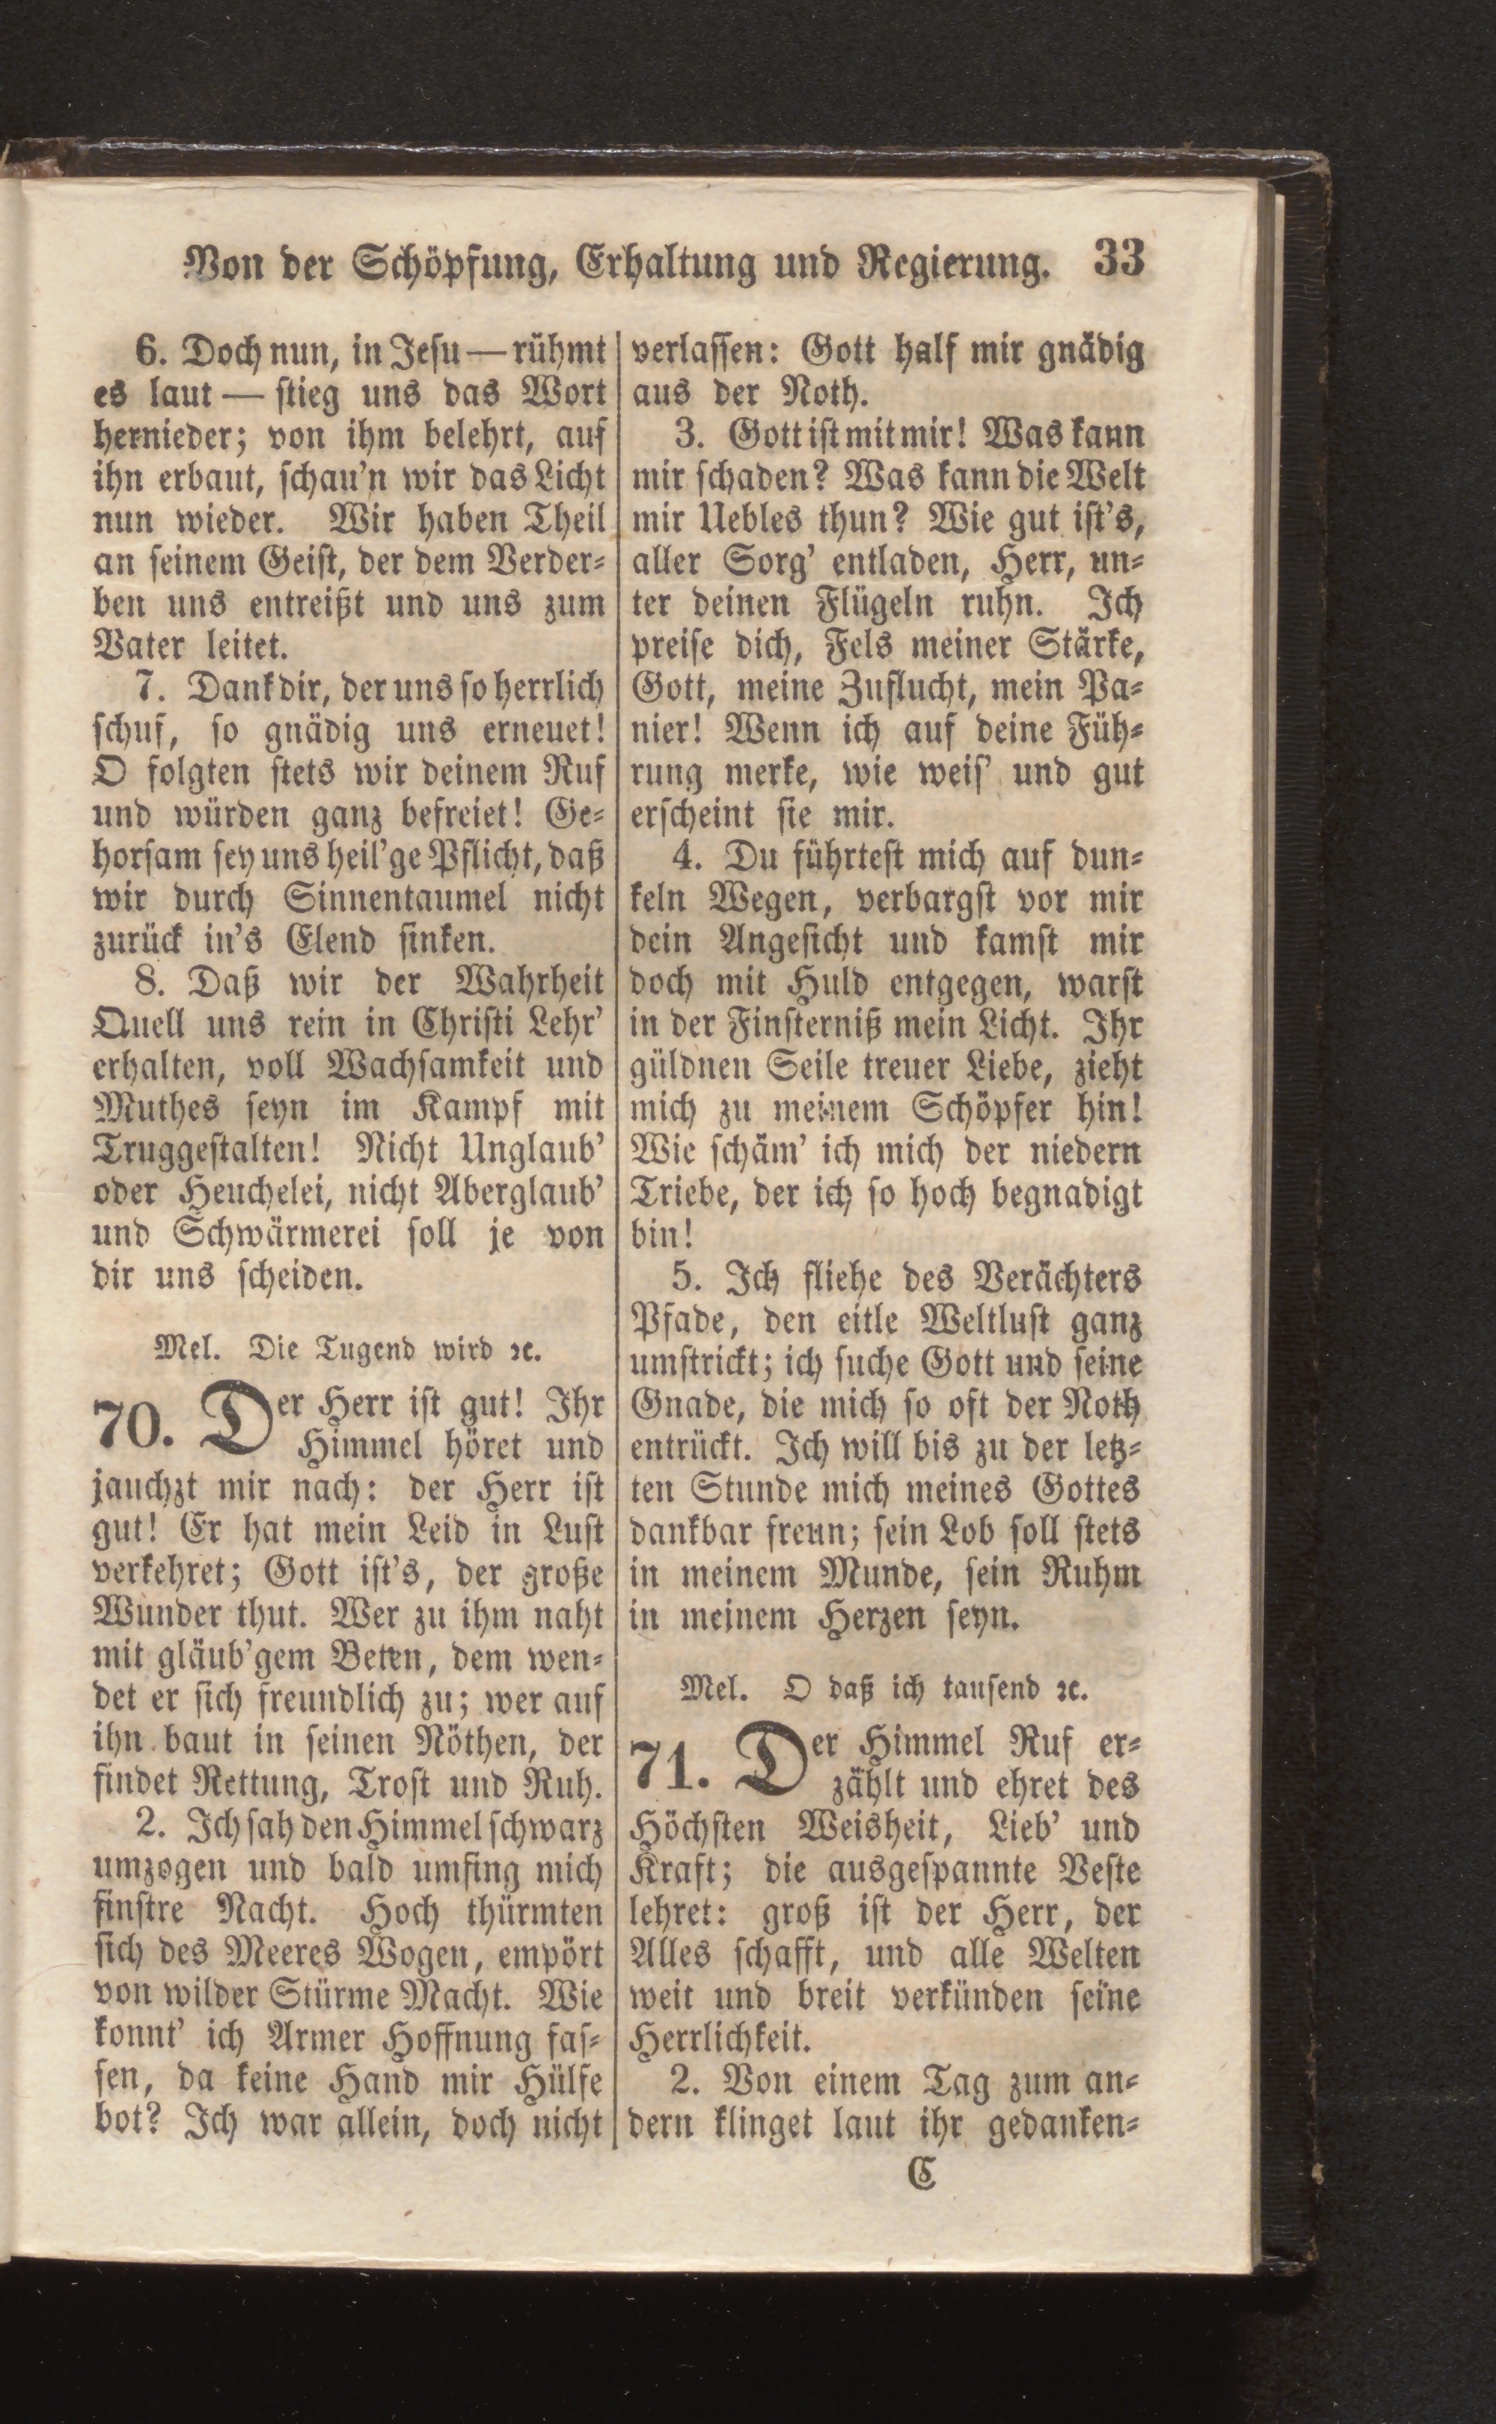 Von der Schöpfung, Erhaltung und Regierung. 33
6. Doch nun, in Jesu — rühmt
es laut — stieg uns das Wort
hernieder; von ihm belehrt, auf
ihn erbaut, schau'n wir das Licht
nun wieder. Wir haben Theil
an seinem Geist, der dem Verder-
ben uns entreißt und uns zum
Vater leitet.
7. Dank dir, der uns so herrlich
schuf, so gnädig uns erneuet!
O folgten stets wir deinem Ruf
und würden ganz befreiet! Ge-
horsam sey uns heil'ge Pflicht, daß
wir durch Sinnentaumel nicht
zurück in's Elend sinken.
8. Daß wir der Wahrheit
Quell uns rein in Christi Lehr'
erhalten, voll Wachsamkeit und
Muthes seyn im Kampf mit
Truggestalten! Nicht Unglaub'
oder Heuchelei, nicht Aberglaub'
und Schwärmerei soll je von
dir uns scheiden.
Mel. Die Tugend wird ꝛc.
70. Der Herr ist gut! Ihr
Himmel höret und
jauchzt mir nach: der Herr ist
gut! Er hat mein Leid in Lust
verkehret; Gott ist's, der große
Wunder thut. Wer zu ihm naht
mit gläub'gem Beten, dem wen-
det er sich freundlich zu; wer auf
ihn baut in seinen Nöthen, der
findet Rettung, Trost und Ruh.
2. Ich sah den Himmel schwarz
umzogen und bald umfing mich
finstre Nacht. Hoch thürmten
sich des Meeres Wogen, empört
von wilder Stürme Macht. Wie
konnt' ich Armer Hoffnung fas-
sen, da keine Hand mir Hülfe
bot? Ich war allein, doch nicht
verlassen: Gott half mir gnädig
aus der Noth.
3. Gott ist mit mir! Was kann
mir schaden? Was kann die Welt
mir Uebles thun? Wie gut ist's,
aller Sorg' entladen, Herr, un-
ter deinen Flügeln ruhn. Ich
preise dich, Fels meiner Stärke,
Gott, meine Zuflucht, mein Pa-
nier! Wenn ich auf deine Füh-
rung merke, wie weis' und gut
erscheint sie mir.
4. Du führtest mich auf dun-
keln Wegen, verbargst vor mir
dein Angesicht und kamst mir
doch mit Huld entgegen, warst
in der Finsterniß mein Licht. Ihr
güldnen Seile treuer Liebe, zieht
mich zu meinem Schöpfer hin!
Wie schäm' ich mich der niedern
Triebe, der ich so hoch begnadigt
bin!
5. Ich fliehe des Verächters
Pfade, den eitle Weltlust ganz
umstrickt; ich suche Gott und seine
Gnade, die mich so oft der Noth
entrückt. Ich will bis zu der letz-
ten Stunde mich meines Gottes
dankbar freun; sein Lob soll stets
in meinem Munde, sein Ruhm
in meinem Herzen seyn.
Mel. O daß ich tausend ꝛc.
71. Der Himmel Ruf er-
zählt und ehret des
Höchsten Weisheit, Lieb' und
Kraft; die ausgespannte Veste
lehret: groß ist der Herr, der
Alles schafft, und alle Welten
weit und breit verkünden seine
Herrlichkeit.
2. Von einem Tag zum an-
dern klinget laut ihr gedanken-
C